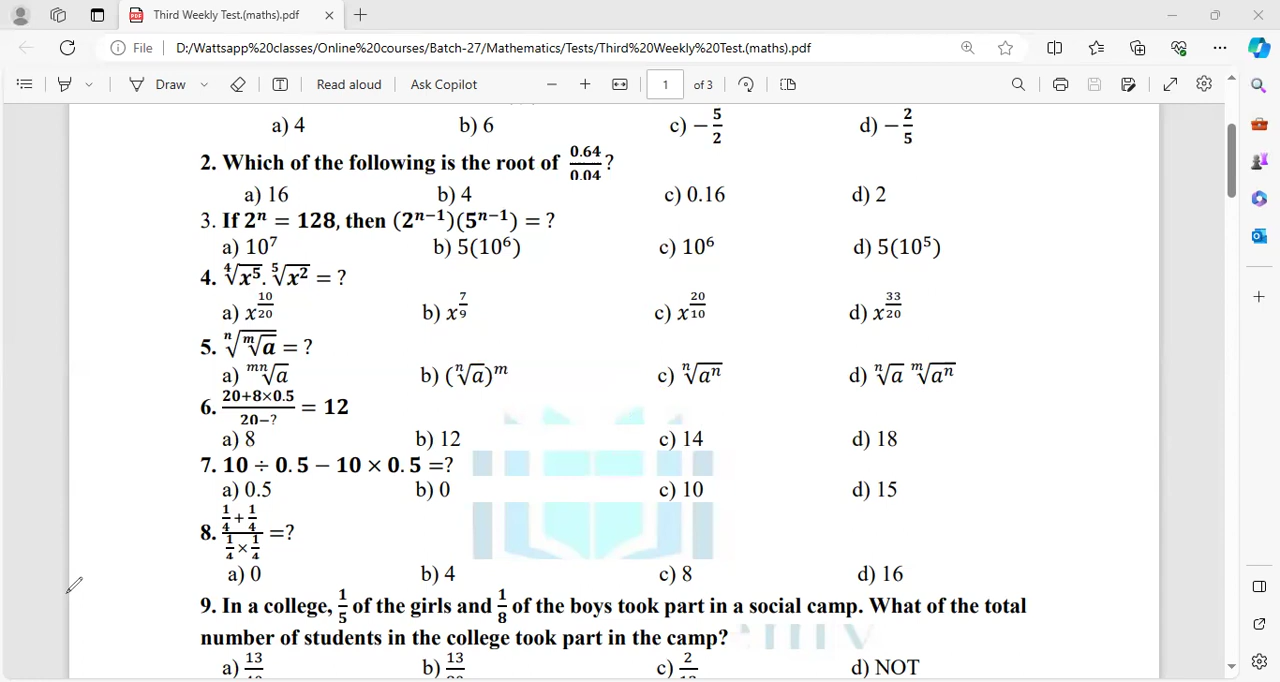 Third Weekly Test.(maths).pdf
File D:/Wattsapp%20classes/Online%20courses/Batch-27/Mathematics/Tests/Third%20Weekly%20Test.(maths).pdf
Draw Read aloud Ask Copilot 1 of 3
a) 4 b) 6 c) −5/2 d) −2/5
2. Which of the following is the root of 0.64/0.04?
a) 16 b) 4 c) 0.16 d) 2
3. If 2ⁿ = 128, then (2ⁿ⁻¹)(5ⁿ⁻¹) = ?
a) 10⁷ b) 5(10⁶) c) 10⁶ d) 5(10⁵)
4. ⁴√x⁵. ⁵√x² = ?
a) x^(10/20) b) x^(7/9) c) x^(20/10) d) x^(33/20)
5. ⁿ√(ᵐ√a) = ?
a) ᵐⁿ√a b) (ⁿ√a)ᵐ c) ⁿ√aⁿ d) ⁿ√a ᵐ√aⁿ
6. (20+8×0.5)/(20−?) = 12
a) 8 b) 12 c) 14 d) 18
7. 10 ÷ 0.5 − 10 × 0.5 =?
a) 0.5 b) 0 c) 10 d) 15
8. (1/4 + 1/4)/(1/4 × 1/4) =?
a) 0 b) 4 c) 8 d) 16
9. In a college, 1/5 of the girls and 1/8 of the boys took part in a social camp. What of the total
number of students in the college took part in the camp?
a) 13 b) 13 c) 2 d) NOT